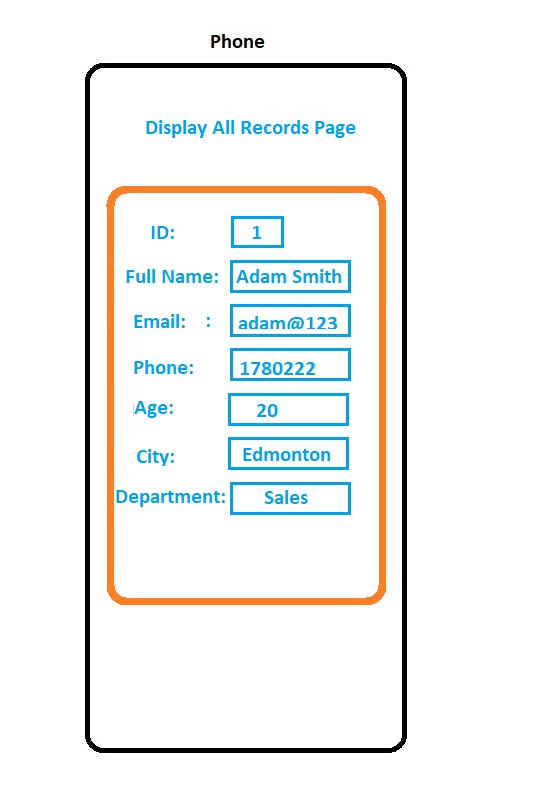 Phone
Display All Records Page
ID: 1
Full Name: Adam Smith
Email: : adam@123
Phone: 1780222
Age: 20
City: Edmonton
Department: Sales